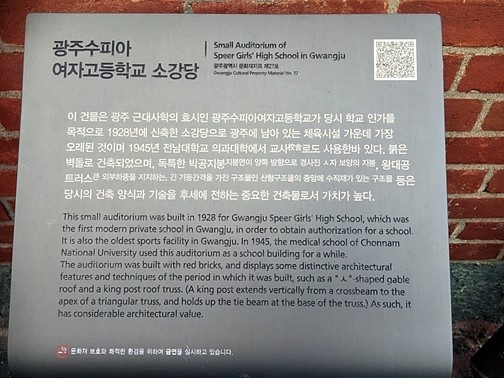 광주수피아
여자고등학교 소강당
Small Auditorium of
Speer Girls' High School in Gwangju
광주광역시 문화재자료 제27호
Gwangju Cultural Property Material No. 27
이 건물은 광주 근대사학의 효시인 광주수피아여자고등학교가 당시 학교 인가를
목적으로 1928년에 신축한 소강당으로 광주에 남아 있는 체육시설 가운데 가장
오래된 것이며 1945년 전남대학교 의과대학에서 교사校舍로도 사용한바 있다. 붉은
벽돌로 건축되었으며, 독특한 박공지붕지붕면이 양쪽 방향으로 경사진 ㅅ자 모양의 지붕, 왕대공
트러스큰 외부하중을 지지하는, 긴 기둥간격을 가진 구조틀인 산형구조틀의 중앙에 수직재가 있는 구조물 등은
당시의 건축 양식과 기술을 후세에 전하는 중요한 건축물로서 가치가 높다.
This small auditorium was built in 1928 for Gwangju Speer Girls' High School, which was
the first modern private school in Gwangju, in order to obtain authorization for a school.
It is also the oldest sports facility in Gwangju. In 1945, the medical school of Chonnam
National University used this auditorium as a school building for a while.
The auditorium was built with red bricks, and displays some distinctive architectural
features and techniques of the period in which it was built, such as a "ㅅ"-shaped gable
roof and a king post roof truss. (A king post extends vertically from a crossbeam to the
apex of a triangular truss, and holds up the tie beam at the base of the truss.) As such, it
has considerable architectural value.
문화재 보호와 쾌적한 환경을 위하여 금연을 실시하고 있습니다.